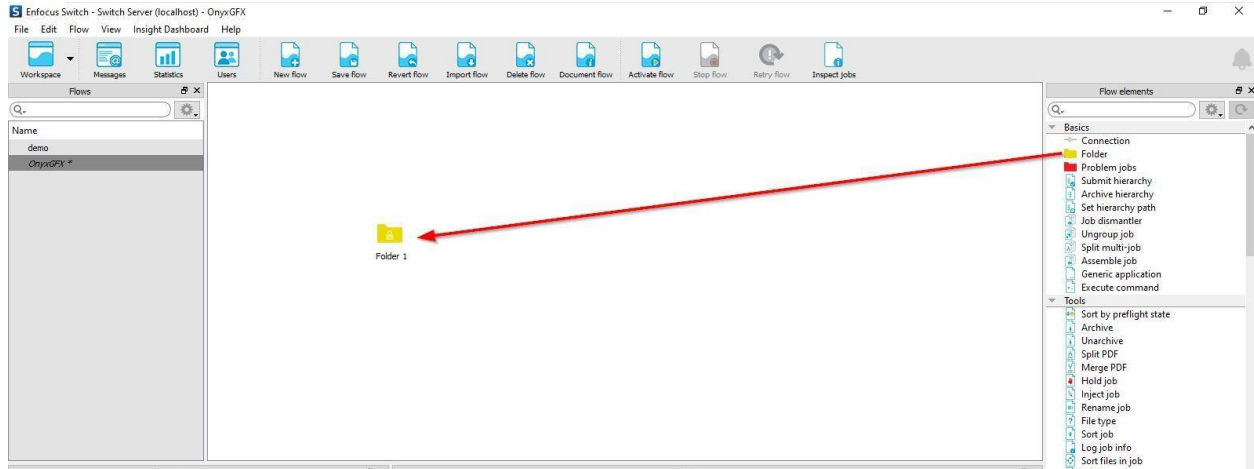 S Enfocus Switch - Switch Server (localhost) - OnyxGFX
File Edit Flow View Insight Dashboard Help
Workspace Messages Statistics Users New flow Save flow Revert flow Import flow Delete flow Document flow Activate flow Stop flow Retry flow Inspect jobs
Flows
Name
demo
OnyxGFX *
Folder 1
Flow elements
Basics
Connection
Folder
Problem jobs
Submit hierarchy
Archive hierarchy
Set hierarchy path
Job dismantler
Ungroup job
Split multi-job
Assemble job
Generic application
Execute command
Tools
Sort by preflight state
Archive
Unarchive
Split PDF
Merge PDF
Hold job
Inject job
Rename job
File type
Sort job
Log job info
Sort files in job